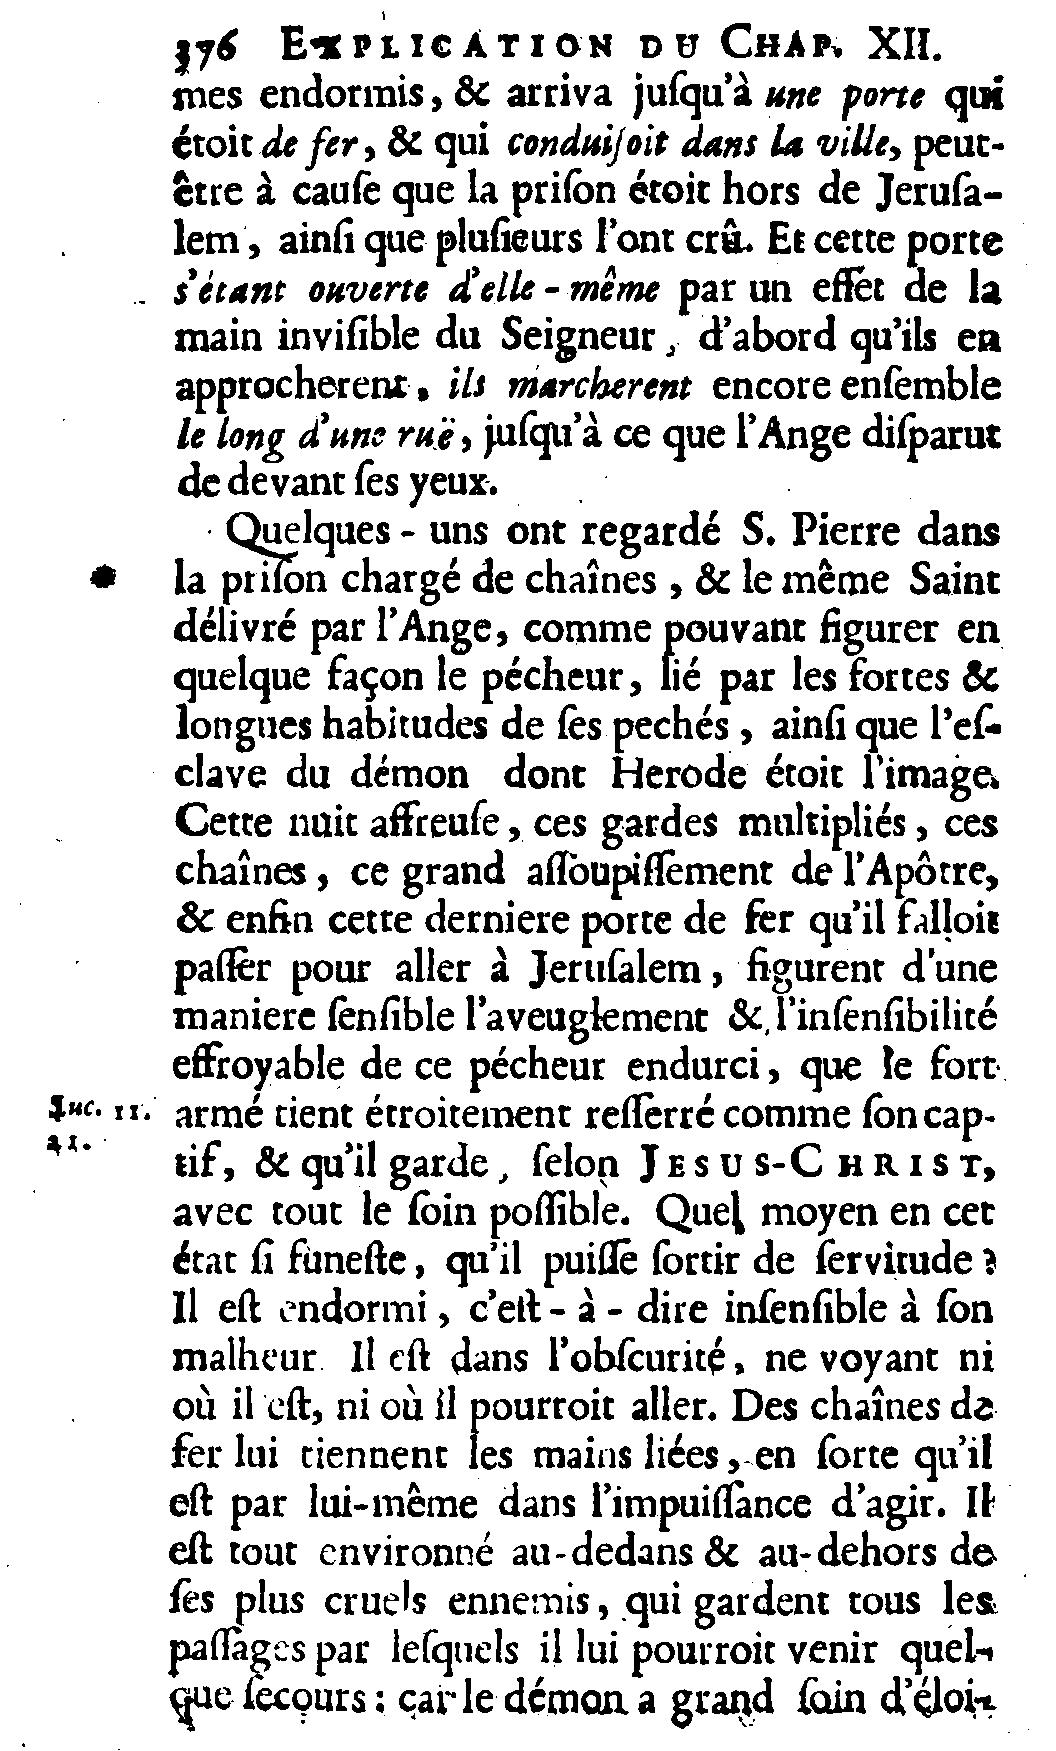 376 EXPLICATION DU CHAP. XII.
mes endormis, & arriva juſqu'à une porte qui
étoit de fer, & qui conduiſoit dans la ville, peut-
être à cauſe que la priſon étoit hors de Jeruſa-
lem, ainſi que pluſieurs l'ont crû. Et cette porte
s'étant ouverte d'elle-même par un effet de la
main inviſible du Seigneur, d'abord qu'ils en
approcherent, ils marcherent encore enſemble
le long d'une ruë, juſqu'à ce que l'Ange diſparut
de devant ſes yeux.
Quelques-uns ont regardé S. Pierre dans
la priſon chargé de chaînes, & le même Saint
délivré par l'Ange, comme pouvant figurer en
quelque façon le pécheur, lié par les fortes &
longues habitudes de ſes pechés, ainſi que l'eſ-
clave du démon dont Herode étoit l'image.
Cette nuit affreuſe, ces gardes multipliés, ces
chaînes, ce grand aſſoupiſſement de l'Apôtre,
& enfin cette derniere porte de fer qu'il falloit
paſſer pour aller à Jeruſalem, figurent d'une
maniere ſenſible l'aveuglement & l'inſenſibilité
effroyable de ce pécheur endurci, que le fort
Luc. 11. armé tient étroitement reſſerré comme ſon cap-
21. tif, & qu'il garde, ſelon JESUS-CHRIST,
avec tout le ſoin poſſible. Quel moyen en cet
état ſi funeſte, qu'il puiſſe ſortir de ſervitude?
Il eſt endormi, c'eſt-à-dire inſenſible à ſon
malheur. Il eſt dans l'obſcurité, ne voyant ni
où il eſt, ni où il pourroit aller. Des chaînes de
fer lui tiennent les mains liées, en ſorte qu'il
eſt par lui-même dans l'impuiſſance d'agir. Il
eſt tout environné au-dedans & au-dehors de
ſes plus cruels ennemis, qui gardent tous les
paſſages par leſquels il lui pourroit venir quel-
que ſecours: car le démon a grand ſoin d'éloi-